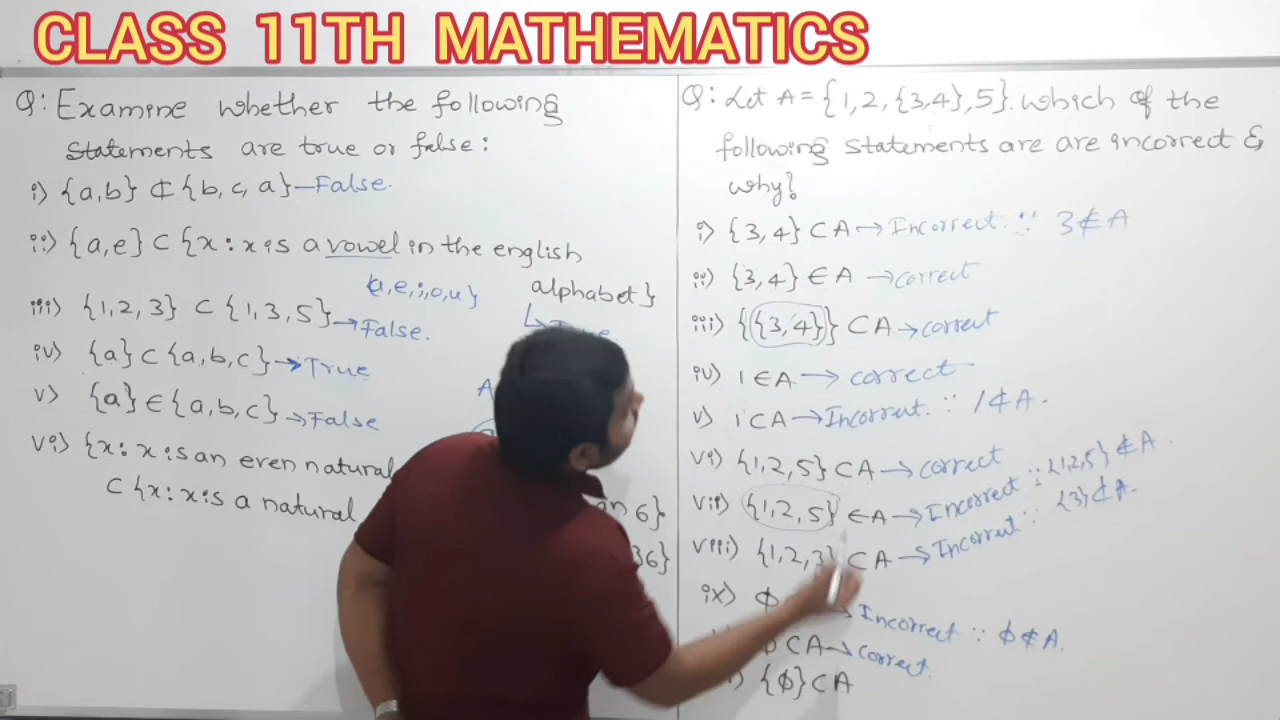 CLASS 11TH MATHEMATICS
Q: Examine whether the following
statements are true or false:
i) {a,b} ⊄ {b, c, a} — False.
ii) {a,e} ⊂ {x : x is a vowel in the english
alphabet}
{a,e,i,o,u}
iii) {1,2,3} ⊂ {1,3,5} → False.
iv) {a} ⊂ {a,b,c} → True
v) {a} ∈ {a,b,c} → False
vi) {x : x is an even natural
an 6}
⊂ {x : x is a natural
36}
Q: Let A = {1,2,{3,4},5}. Which of the
following statements are are incorrect &
why?
i) {3,4} ⊂ A → Incorrect ∵ 3 ∉ A
ii) {3,4} ∈ A → correct
iii) {{3,4}} ⊂ A → correct
iv) 1 ∈ A → correct
v) 1 ⊂ A → Incorrect. ∵ 1 ⊄ A.
vi) {1,2,5} ⊂ A → correct
vii) {1,2,5} ∈ A → Incorrect ∵ {1,2,5} ∉ A.
viii) {1,2,3} ⊂ A → Incorrect ∵ {3} ⊄ A.
ix) φ Incorrect ∵ φ ∉ A.
φ ⊂ A → correct.
{φ} ⊂ A